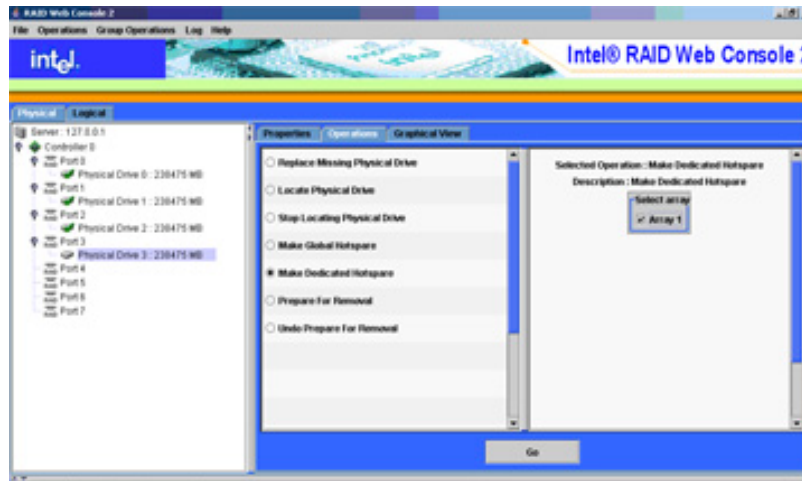 RAID Web Console 2
File Operations Group Operations Log Help
intel.
Intel® RAID Web Console 2
Physical Logical
Server: 127.0.0.1
Controller 0
Port 0
Physical Drive 0 : 238475 MB
Port 1
Physical Drive 1 : 238475 MB
Port 2
Physical Drive 2 : 238475 MB
Port 3
Physical Drive 3 : 238475 MB
Port 4
Port 5
Port 6
Port 7
Properties Operations Graphical View
Replace Missing Physical Drive
Locate Physical Drive
Stop Locating Physical Drive
Make Global Hotspare
Make Dedicated Hotspare
Prepare For Removal
Undo Prepare For Removal
Selected Operation : Make Dedicated Hotspare
Description : Make Dedicated Hotspare
Select array
Array 1
Go